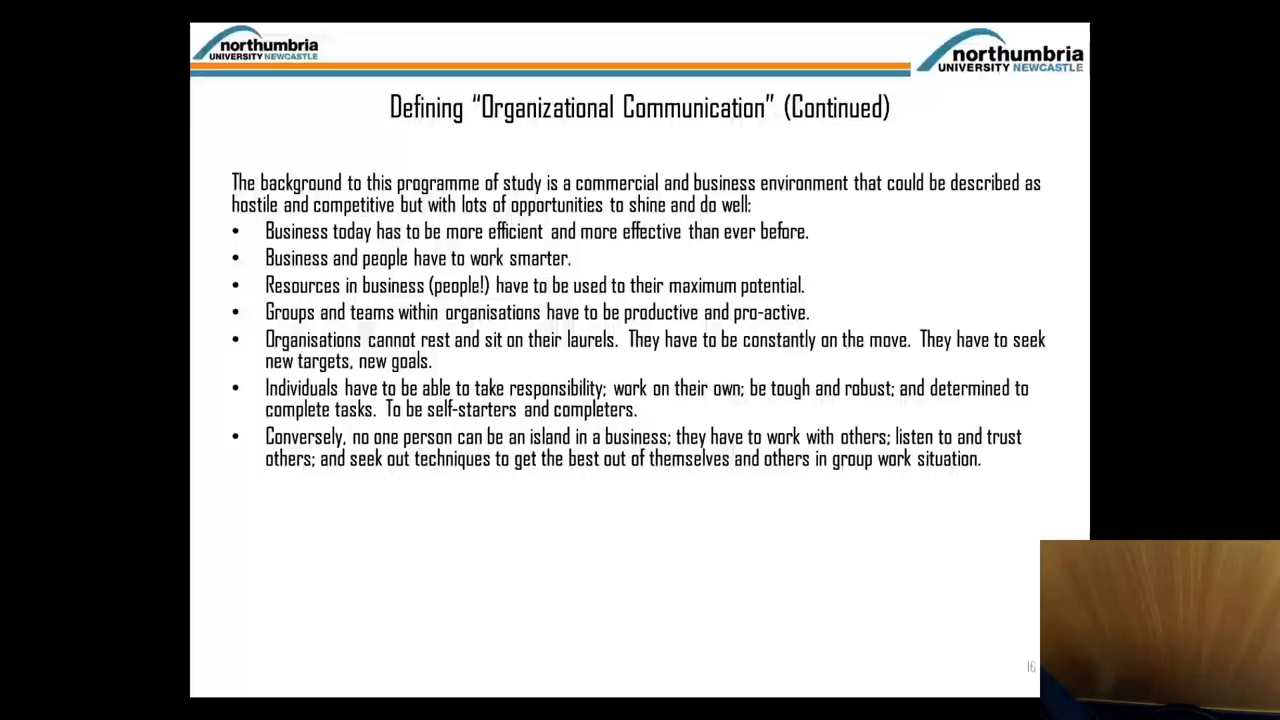 northumbria
UNIVERSITY NEWCASTLE
northumbria
UNIVERSITY NEWCASTLE
Defining “Organizational Communication” (Continued)
The background to this programme of study is a commercial and business environment that could be described as
hostile and competitive but with lots of opportunities to shine and do well:
• Business today has to be more efficient and more effective than ever before.
• Business and people have to work smarter.
• Resources in business (people!) have to be used to their maximum potential.
• Groups and teams within organisations have to be productive and pro-active.
• Organisations cannot rest and sit on their laurels. They have to be constantly on the move. They have to seek
new targets, new goals.
• Individuals have to be able to take responsibility; work on their own; be tough and robust; and determined to
complete tasks. To be self-starters and completers.
• Conversely, no one person can be an island in a business; they have to work with others; listen to and trust
others; and seek out techniques to get the best out of themselves and others in group work situation.
16